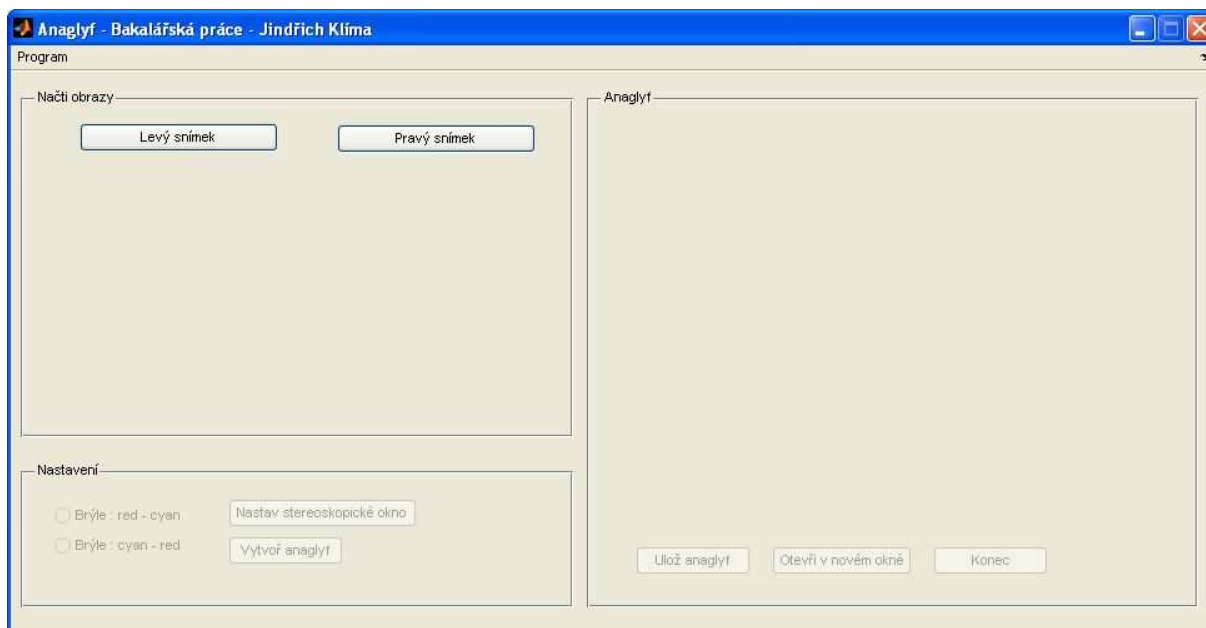 Anaglyf - Bakalářská práce - Jindřich Klíma
Program
Načti obrazy
Levý snímek
Pravý snímek
Nastavení
Brýle : red - cyan
Nastav stereoskopické okno
Brýle : cyan - red
Vytvoř anaglyf
Anaglyf
Ulož anaglyf
Otevři v novém okně
Konec